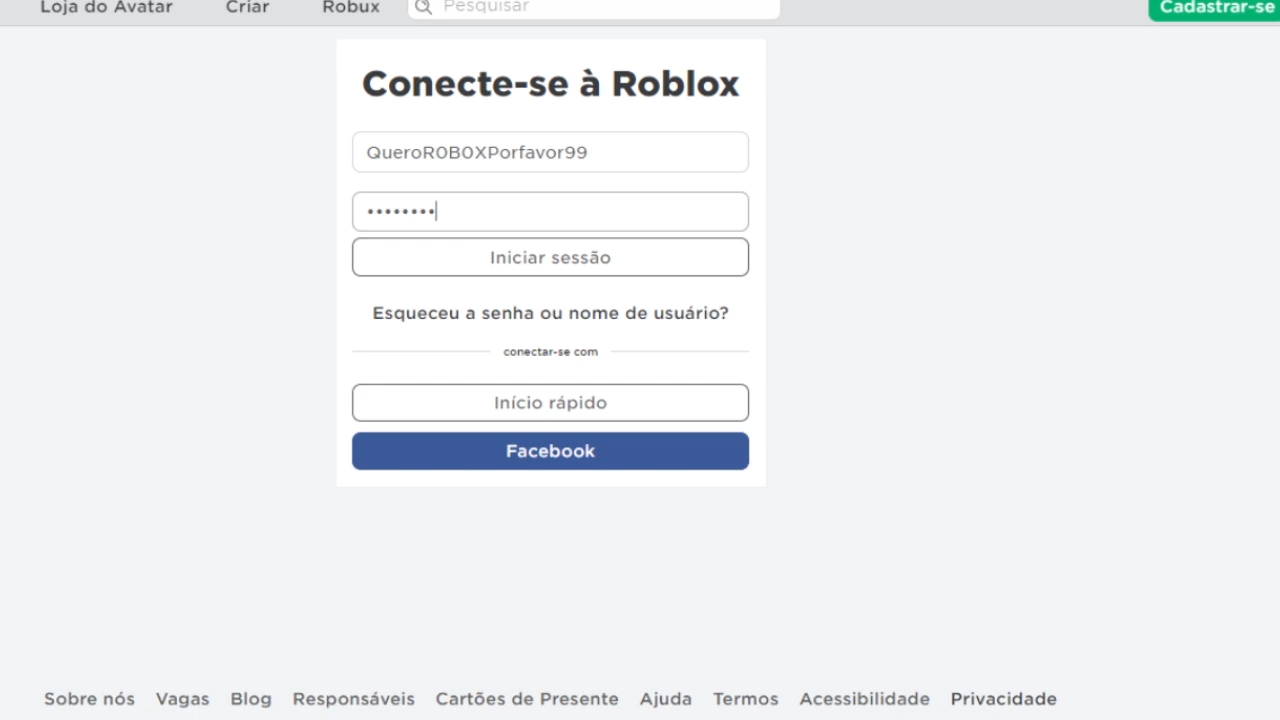 Loja do Avatar Criar Robux Pesquisar Cadastrar-se
Conecte-se à Roblox
QueroR0B0XPorfavor99
••••••••
Iniciar sessão
Esqueceu a senha ou nome de usuário?
conectar-se com
Início rápido
Facebook
Sobre nós Vagas Blog Responsáveis Cartões de Presente Ajuda Termos Acessibilidade Privacidade